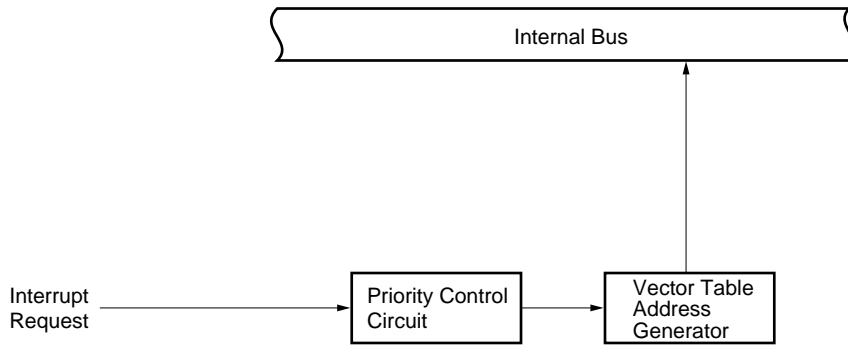 Internal Bus
Interrupt
Request
Priority Control
Circuit
Vector Table
Address
Generator